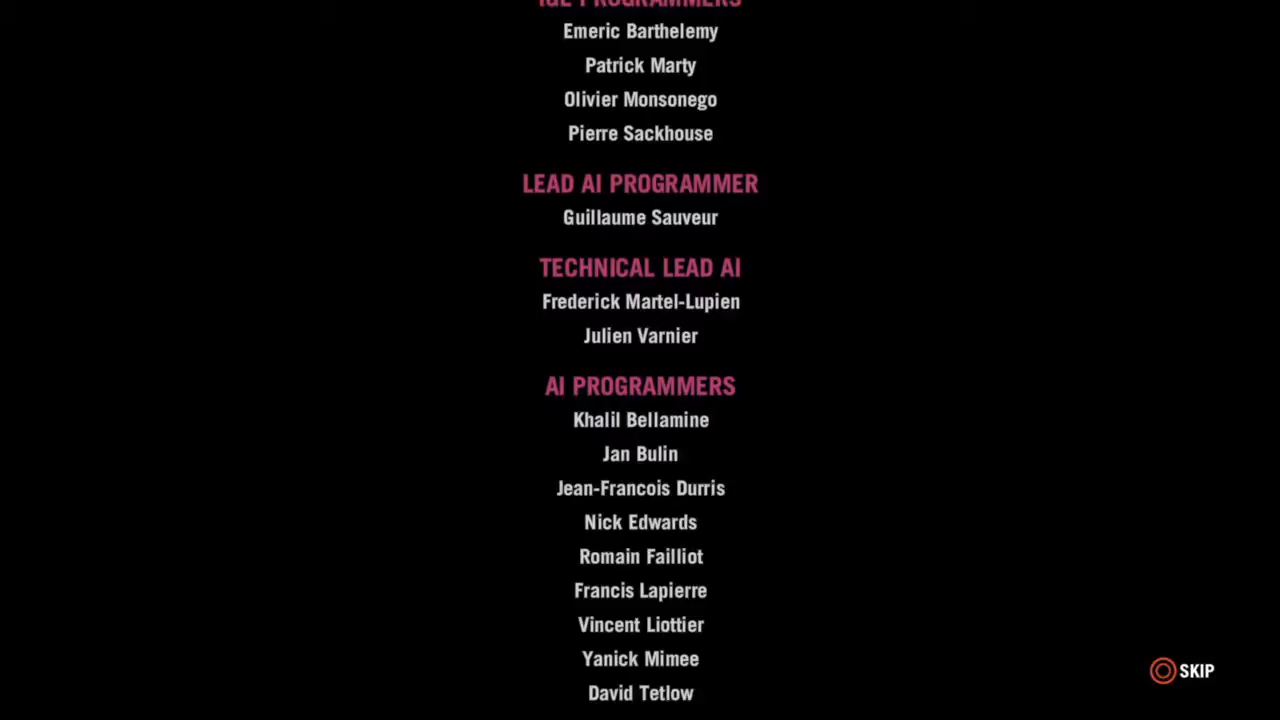 IGE PROGRAMMERS
Emeric Barthelemy
Patrick Marty
Olivier Monsonego
Pierre Sackhouse
LEAD AI PROGRAMMER
Guillaume Sauveur
TECHNICAL LEAD AI
Frederick Martel-Lupien
Julien Varnier
AI PROGRAMMERS
Khalil Bellamine
Jan Bulin
Jean-Francois Durris
Nick Edwards
Romain Failliot
Francis Lapierre
Vincent Liottier
Yanick Mimee
David Tetlow
SKIP